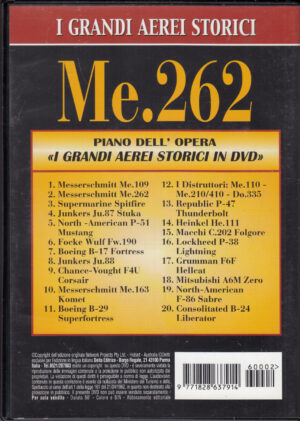 I GRANDI AEREI STORICI
Me.262
PIANO DELL' OPERA
«I GRANDI AEREI STORICI IN DVD»
1. Messerschmitt Me.109
2. Messerschmitt Me.262
3. Supermarine Spitfire
4. Junkers Ju.87 Stuka
5. North -American P-51
Mustang
6. Focke Wulf Fw.190
7. Boeing B-17 Fortress
8. Junkers Ju.88
9. Chance-Vought F4U
Corsair
10. Messerschmitt Me.163
Komet
11. Boeing B-29
Superfortress
12. I Distruttori: Me.110 -
Me.210/410 - Do.335
13. Republic P-47
Thunderbolt
14. Heinkel He.111
15. Macchi C.202 Folgore
16. Lockheed P-38
Lightning
17. Grumman F6F
Hellcat
18. Mitsubishi A6M Zero
19. North-American
F-86 Sabre
20. Consolidated B-24
Liberator
60002
9 771828 637914